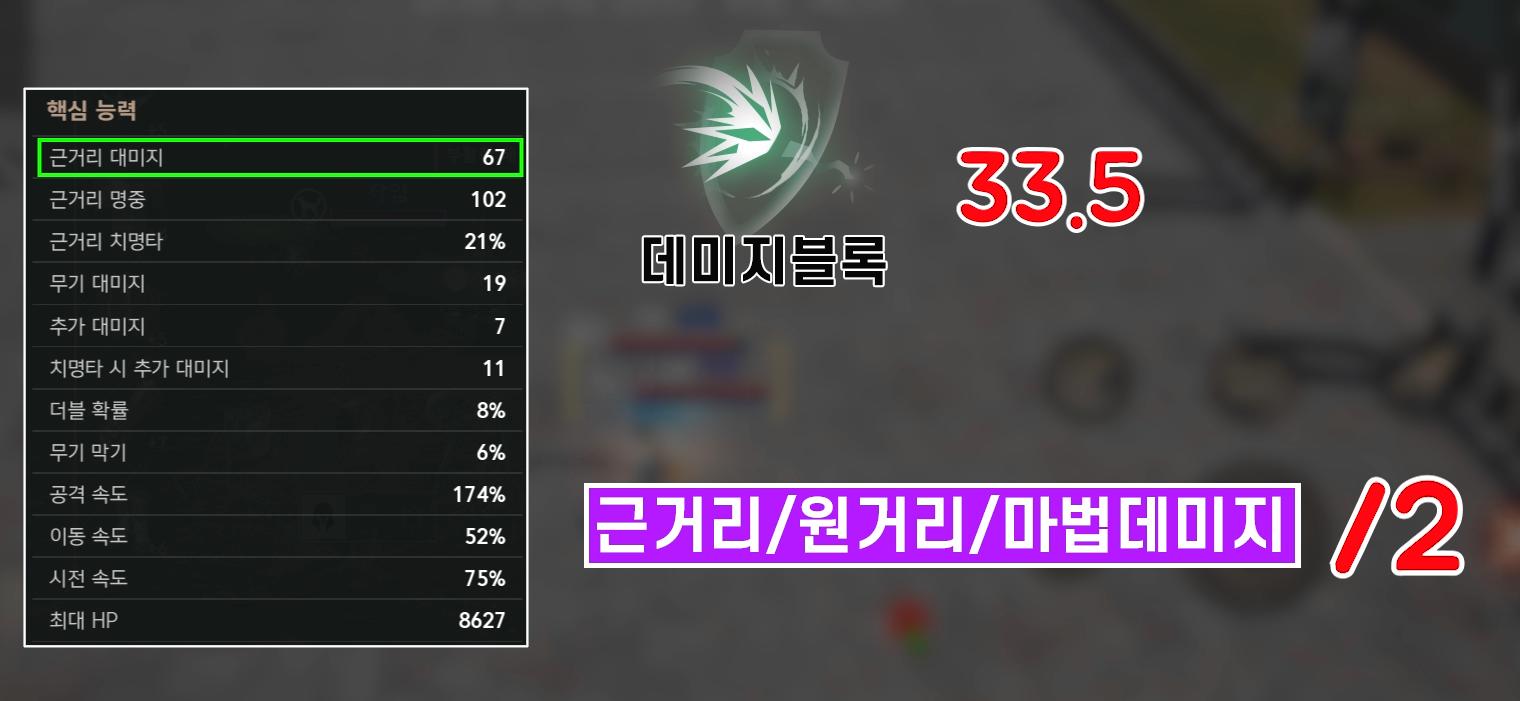 핵심 능력
근거리 대미지 67
근거리 명중 102
근거리 치명타 21%
무기 대미지 19
추가 대미지 7
치명타 시 추가 대미지 11
더블 확률 8%
무기 막기 6%
공격 속도 174%
이동 속도 52%
시전 속도 75%
최대 HP 8627
데미지블록
33.5
근거리/원거리/마법데미지 /2